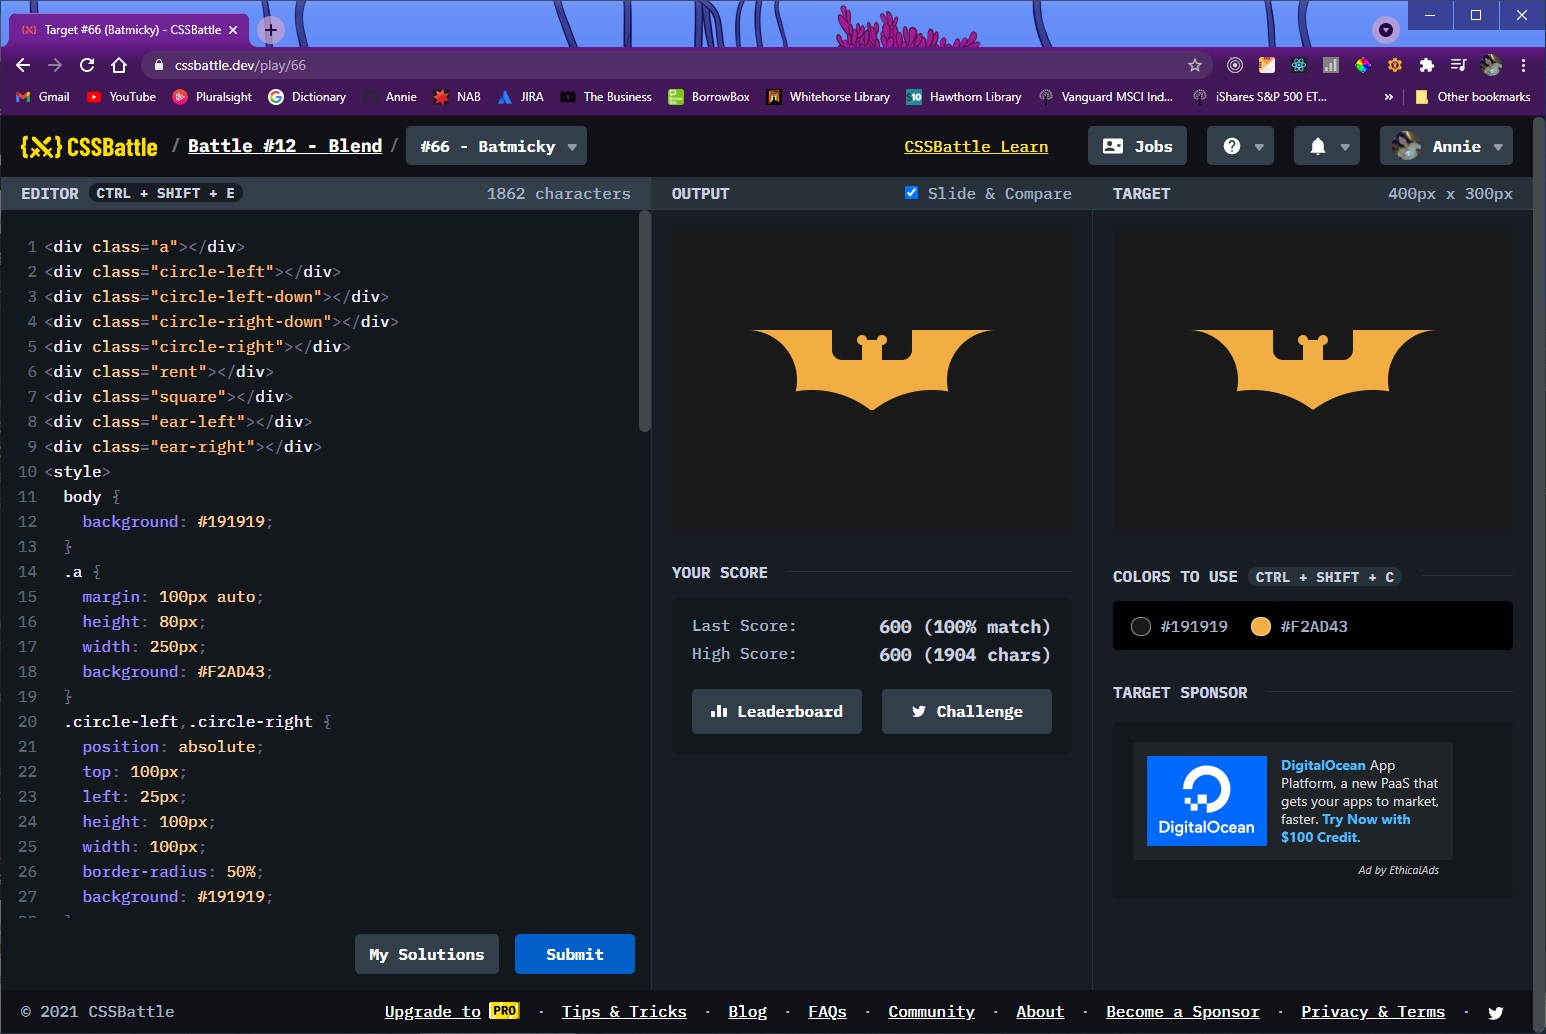 Target #66 (Batmicky) - CSSBattle
cssbattle.dev/play/66
Gmail YouTube Pluralsight Dictionary Annie NAB JIRA The Business BorrowBox Whitehorse Library Hawthorn Library Vanguard MSCI Ind... iShares S&P 500 ET... » Other bookmarks
{X} CSSBattle / Battle #12 - Blend / #66 - Batmicky CSSBattle Learn Jobs Annie
EDITOR CTRL + SHIFT + E 1862 characters OUTPUT Slide & Compare TARGET 400px x 300px
1 <div class="a"></div>
2 <div class="circle-left"></div>
3 <div class="circle-left-down"></div>
4 <div class="circle-right-down"></div>
5 <div class="circle-right"></div>
6 <div class="rent"></div>
7 <div class="square"></div>
8 <div class="ear-left"></div>
9 <div class="ear-right"></div>
10 <style>
11 body {
12 background: #191919;
13 }
14 .a {
15 margin: 100px auto;
16 height: 80px;
17 width: 250px;
18 background: #F2AD43;
19 }
20 .circle-left,.circle-right {
21 position: absolute;
22 top: 100px;
23 left: 25px;
24 height: 100px;
25 width: 100px;
26 border-radius: 50%;
27 background: #191919;
My Solutions Submit
YOUR SCORE
Last Score: 600 (100% match)
High Score: 600 (1904 chars)
Leaderboard Challenge
COLORS TO USE CTRL + SHIFT + C
#191919 #F2AD43
TARGET SPONSOR
DigitalOcean
DigitalOcean App
Platform, a new PaaS that
gets your apps to market,
faster. Try Now with
$100 Credit.
Ad by EthicalAds
© 2021 CSSBattle Upgrade to PRO · Tips & Tricks · Blog · FAQs · Community · About · Become a Sponsor · Privacy & Terms ·